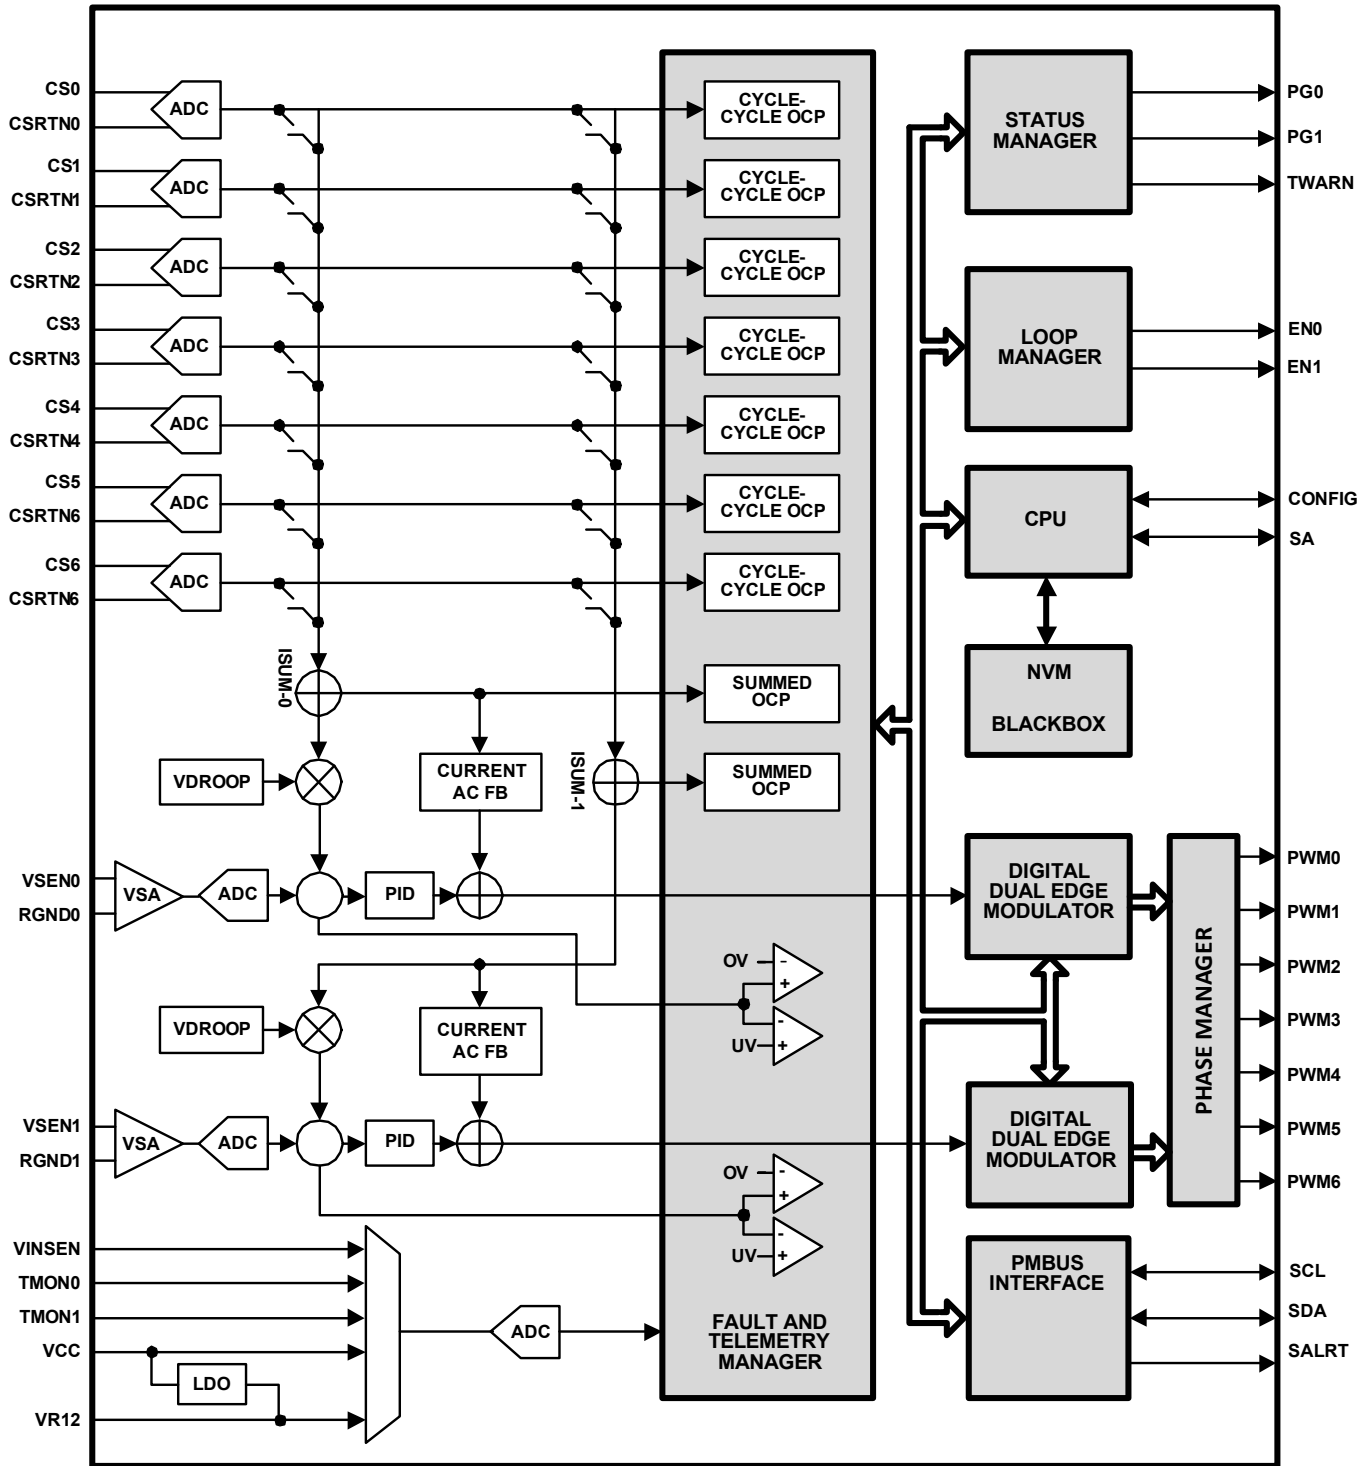 CS0
CSRTN0
ADC
CYCLE-
CYCLE OCP
CS1
CSRTN1
ADC
CYCLE-
CYCLE OCP
CS2
CSRTN2
ADC
CYCLE-
CYCLE OCP
CS3
CSRTN3
ADC
CYCLE-
CYCLE OCP
CS4
CSRTN4
ADC
CYCLE-
CYCLE OCP
CS5
CSRTN6
ADC
CYCLE-
CYCLE OCP
CS6
CSRTN6
ADC
CYCLE-
CYCLE OCP
ISUM-0
SUMMED
OCP
VDROOP
CURRENT
AC FB
ISUM-1
SUMMED
OCP
VSEN0
RGND0
VSA
ADC
PID
OV
-
+
-
+
UV
VDROOP
CURRENT
AC FB
VSEN1
RGND1
VSA
ADC
PID
OV
-
+
-
+
UV
VINSEN
TMON0
TMON1
VCC
LDO
VR12
ADC
FAULT AND
TELEMETRY
MANAGER
STATUS
MANAGER
PG0
PG1
TWARN
LOOP
MANAGER
EN0
EN1
CPU
CONFIG
SA
NVM
BLACKBOX
DIGITAL
DUAL EDGE
MODULATOR
DIGITAL
DUAL EDGE
MODULATOR
PHASE MANAGER
PWM0
PWM1
PWM2
PWM3
PWM4
PWM5
PWM6
PMBUS
INTERFACE
SCL
SDA
SALRT